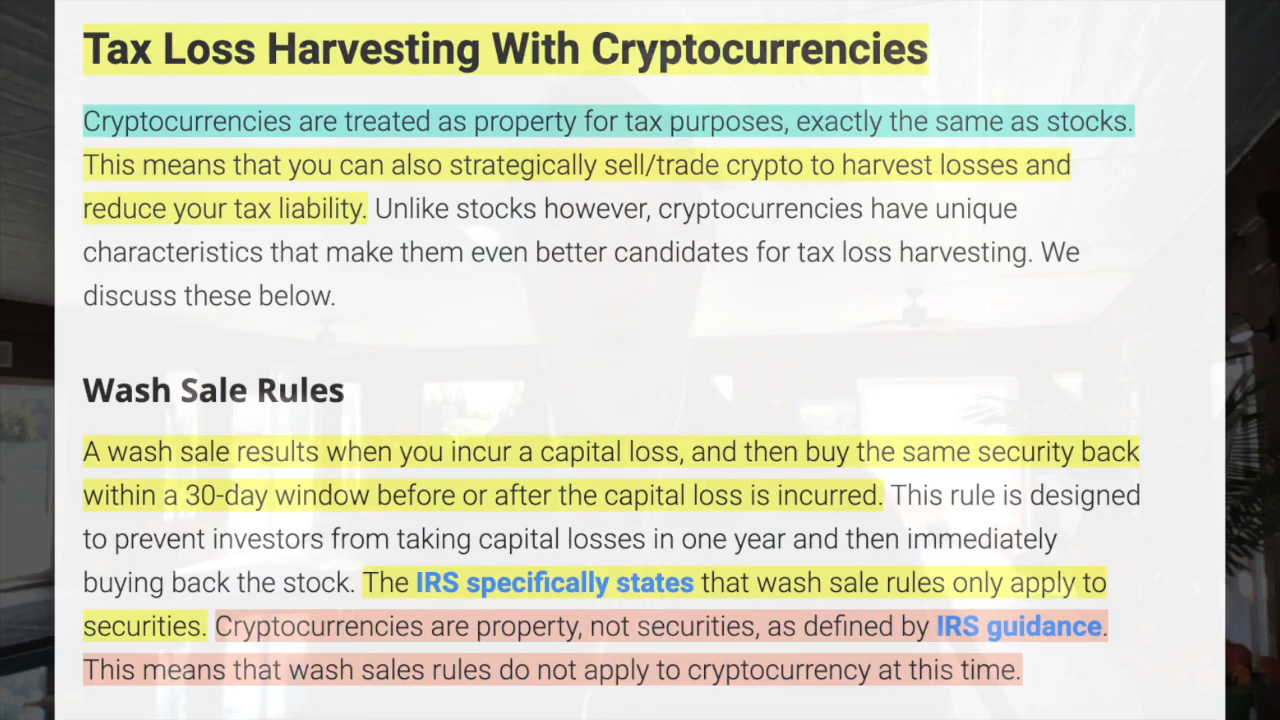 Tax Loss Harvesting With Cryptocurrencies
Cryptocurrencies are treated as property for tax purposes, exactly the same as stocks.
This means that you can also strategically sell/trade crypto to harvest losses and
reduce your tax liability. Unlike stocks however, cryptocurrencies have unique
characteristics that make them even better candidates for tax loss harvesting. We
discuss these below.
Wash Sale Rules
A wash sale results when you incur a capital loss, and then buy the same security back
within a 30-day window before or after the capital loss is incurred. This rule is designed
to prevent investors from taking capital losses in one year and then immediately
buying back the stock. The IRS specifically states that wash sale rules only apply to
securities. Cryptocurrencies are property, not securities, as defined by IRS guidance.
This means that wash sales rules do not apply to cryptocurrency at this time.